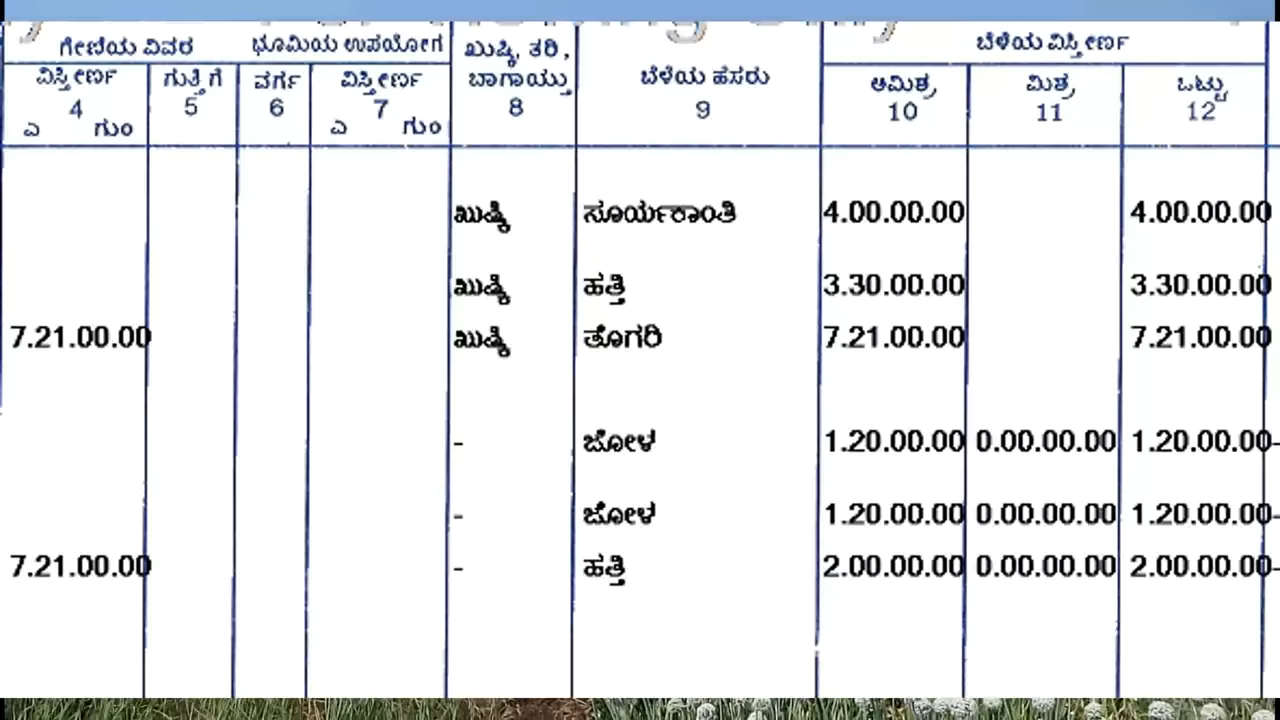 ಗೇಣಿಯ ವಿವರ ಭೂಮಿಯ ಉಪಯೋಗ ಖುಷ್ಕಿ, ತರಿ, ಬೆಳೆಯ ವಿಸ್ತೀರ್ಣ
ವಿಸ್ತೀರ್ಣ ಗುತ್ತಿಗೆ ವರ್ಗ ವಿಸ್ತೀರ್ಣ ಬಾಗಾಯ್ತು ಬೆಳೆಯ ಹೆಸರು ಅಮಿಶ್ರ ಮಿಶ್ರ ಒಟ್ಟು
4 5 6 7 8 9 10 11 12
ಎ ಗುಂ ಎ ಗುಂ
ಖುಷ್ಕಿ ಸೂರ್ಯಕಾಂತಿ 4.00.00.00 4.00.00.00
ಖುಷ್ಕಿ ಹತ್ತಿ 3.30.00.00 3.30.00.00
7.21.00.00 ಖುಷ್ಕಿ ತೊಗರಿ 7.21.00.00 7.21.00.00
- ಜೋಳ 1.20.00.00 0.00.00.00 1.20.00.00-
- ಜೋಳ 1.20.00.00 0.00.00.00 1.20.00.00-
7.21.00.00 - ಹತ್ತಿ 2.00.00.00 0.00.00.00 2.00.00.00-